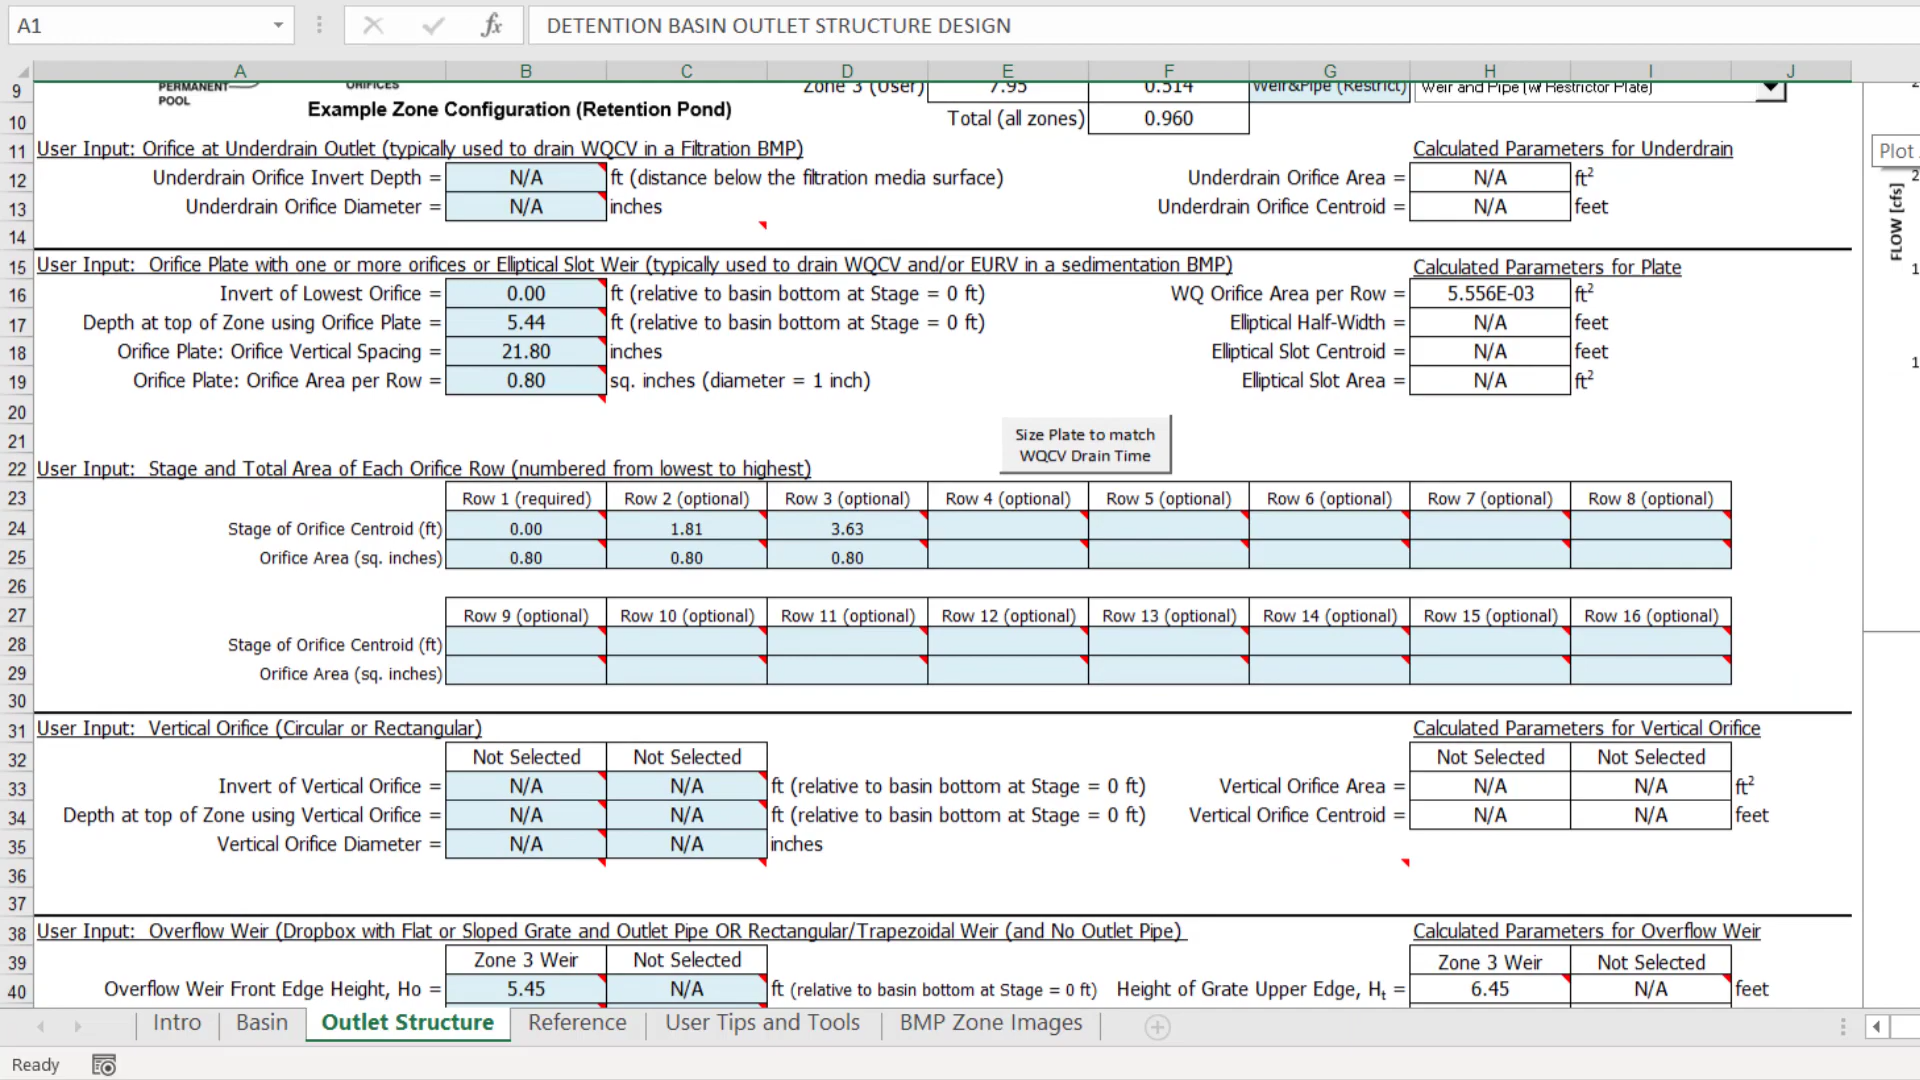 A1
fx
DETENTION BASIN OUTLET STRUCTURE DESIGN
A B C D E F G H I J
9 PERMANENT POOL ORIFICES Zone 3 (User) 7.95 0.514 Weir&Pipe (Restrict) Weir and Pipe (w/ Restrictor Plate)
10 Example Zone Configuration (Retention Pond) Total (all zones) 0.960
11 User Input: Orifice at Underdrain Outlet (typically used to drain WQCV in a Filtration BMP) Calculated Parameters for Underdrain
12 Underdrain Orifice Invert Depth = N/A ft (distance below the filtration media surface) Underdrain Orifice Area = N/A ft²
13 Underdrain Orifice Diameter = N/A inches Underdrain Orifice Centroid = N/A feet
14
15 User Input: Orifice Plate with one or more orifices or Elliptical Slot Weir (typically used to drain WQCV and/or EURV in a sedimentation BMP) Calculated Parameters for Plate
16 Invert of Lowest Orifice = 0.00 ft (relative to basin bottom at Stage = 0 ft) WQ Orifice Area per Row = 5.556E-03 ft²
17 Depth at top of Zone using Orifice Plate = 5.44 ft (relative to basin bottom at Stage = 0 ft) Elliptical Half-Width = N/A feet
18 Orifice Plate: Orifice Vertical Spacing = 21.80 inches Elliptical Slot Centroid = N/A feet
19 Orifice Plate: Orifice Area per Row = 0.80 sq. inches (diameter = 1 inch) Elliptical Slot Area = N/A ft²
20
21 Size Plate to match WQCV Drain Time
22 User Input: Stage and Total Area of Each Orifice Row (numbered from lowest to highest)
23 Row 1 (required) Row 2 (optional) Row 3 (optional) Row 4 (optional) Row 5 (optional) Row 6 (optional) Row 7 (optional) Row 8 (optional)
24 Stage of Orifice Centroid (ft) 0.00 1.81 3.63
25 Orifice Area (sq. inches) 0.80 0.80 0.80
26
27 Row 9 (optional) Row 10 (optional) Row 11 (optional) Row 12 (optional) Row 13 (optional) Row 14 (optional) Row 15 (optional) Row 16 (optional)
28 Stage of Orifice Centroid (ft)
29 Orifice Area (sq. inches)
30
31 User Input: Vertical Orifice (Circular or Rectangular) Calculated Parameters for Vertical Orifice
32 Not Selected Not Selected Not Selected Not Selected
33 Invert of Vertical Orifice = N/A N/A ft (relative to basin bottom at Stage = 0 ft) Vertical Orifice Area = N/A N/A ft²
34 Depth at top of Zone using Vertical Orifice = N/A N/A ft (relative to basin bottom at Stage = 0 ft) Vertical Orifice Centroid = N/A N/A feet
35 Vertical Orifice Diameter = N/A N/A inches
36
37
38 User Input: Overflow Weir (Dropbox with Flat or Sloped Grate and Outlet Pipe OR Rectangular/Trapezoidal Weir (and No Outlet Pipe) Calculated Parameters for Overflow Weir
39 Zone 3 Weir Not Selected Zone 3 Weir Not Selected
40 Overflow Weir Front Edge Height, Ho = 5.45 N/A ft (relative to basin bottom at Stage = 0 ft) Height of Grate Upper Edge, Ht = 6.45 N/A feet
Plot
FLOW [cfs]
Intro Basin Outlet Structure Reference User Tips and Tools BMP Zone Images
Ready